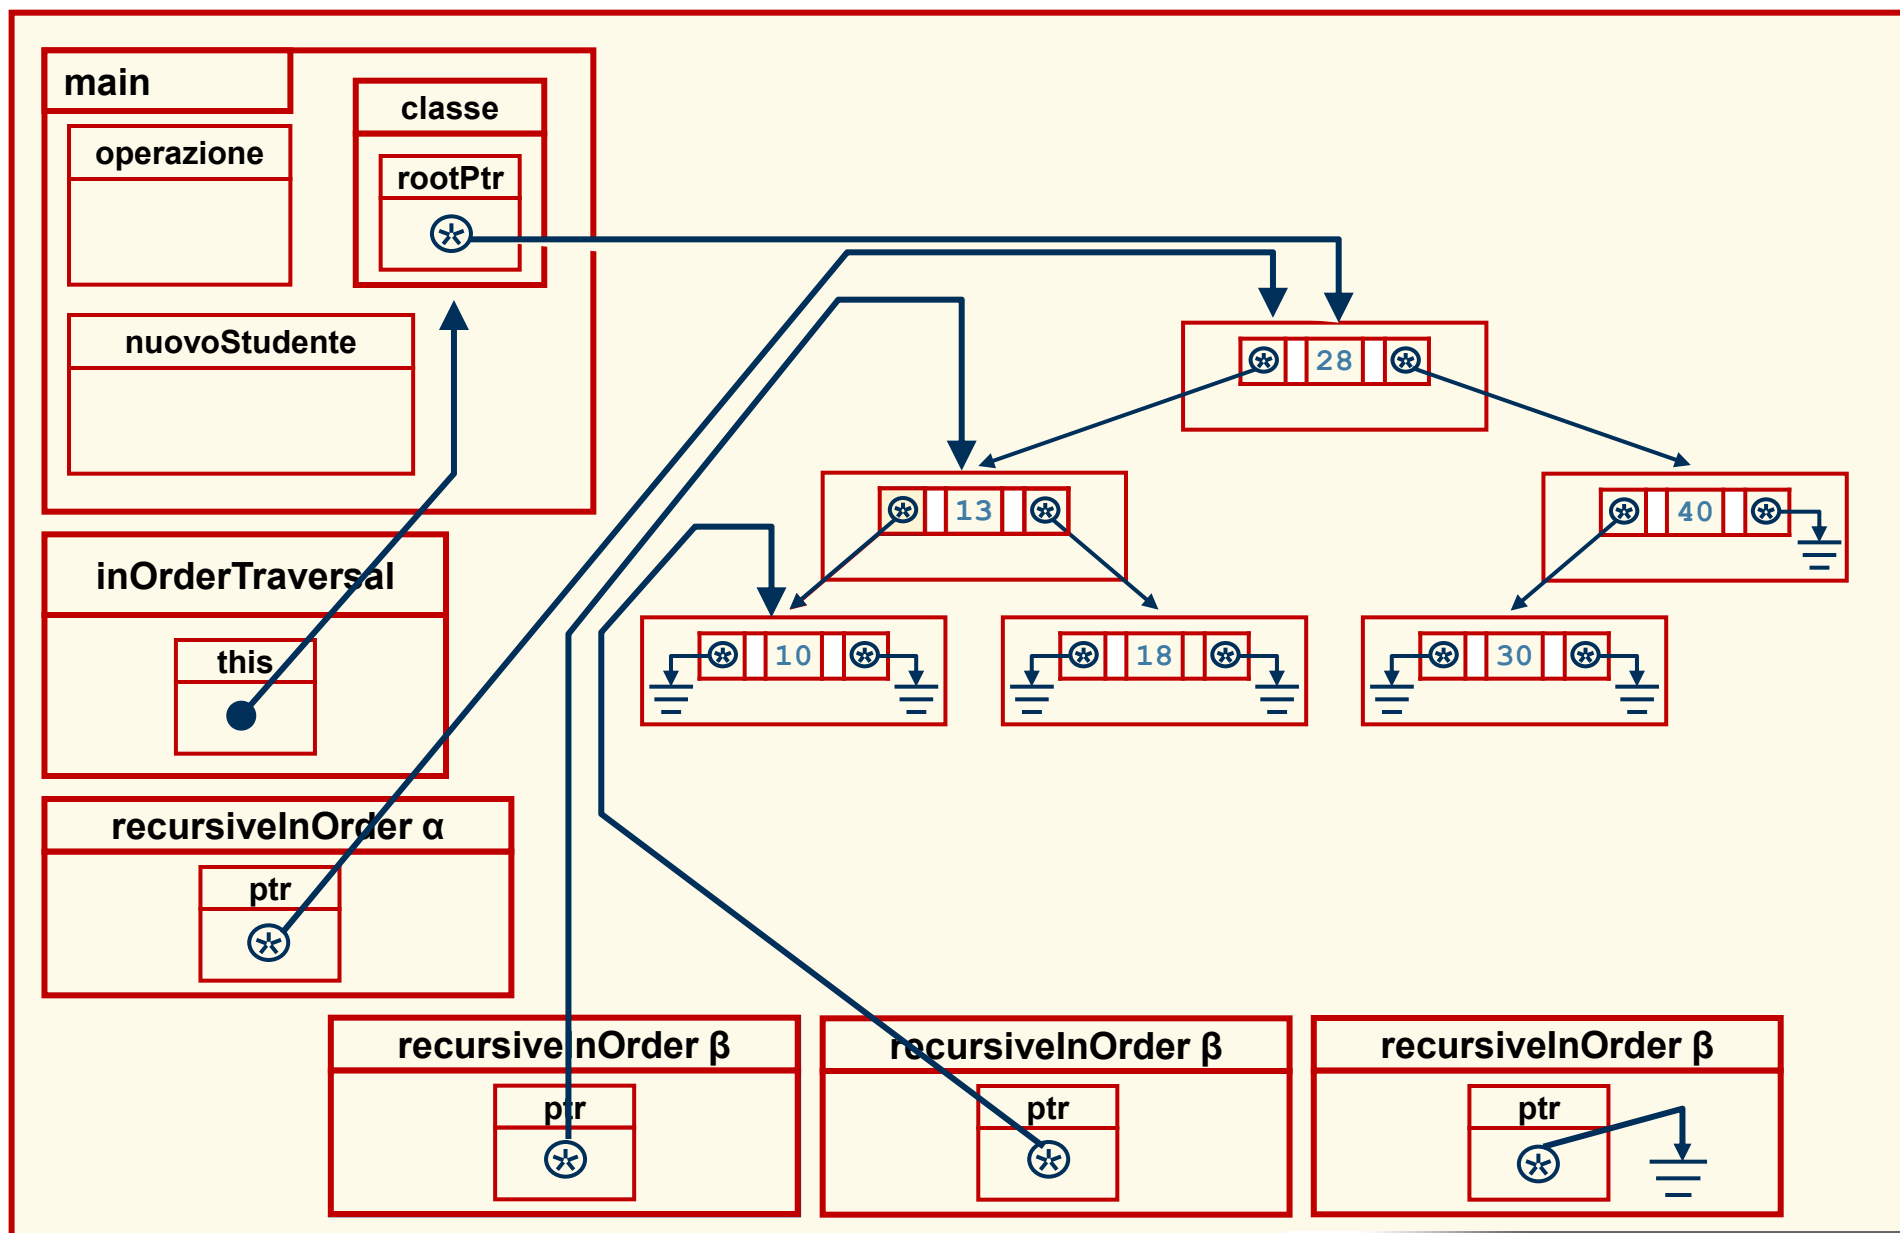 main
classe
operazione
rootPtr
nuovoStudente
28
13
40
inOrderTraversal
10
18
30
this
recursiveInOrder α
ptr
recursiveInOrder β
recursiveInOrder β
recursiveInOrder β
ptr
ptr
ptr